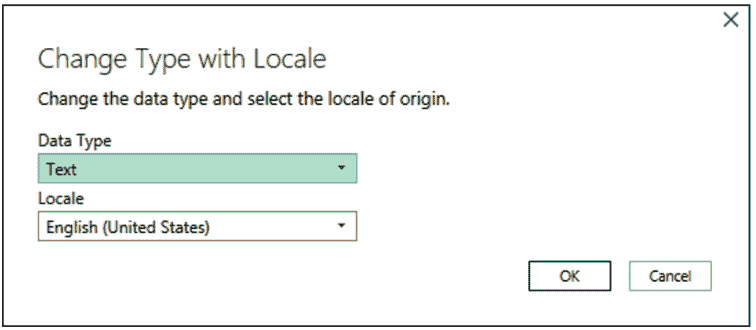 Change Type with Locale
Change the data type and select the locale of origin.
Data Type
Text
Locale
English (United States)
OK Cancel